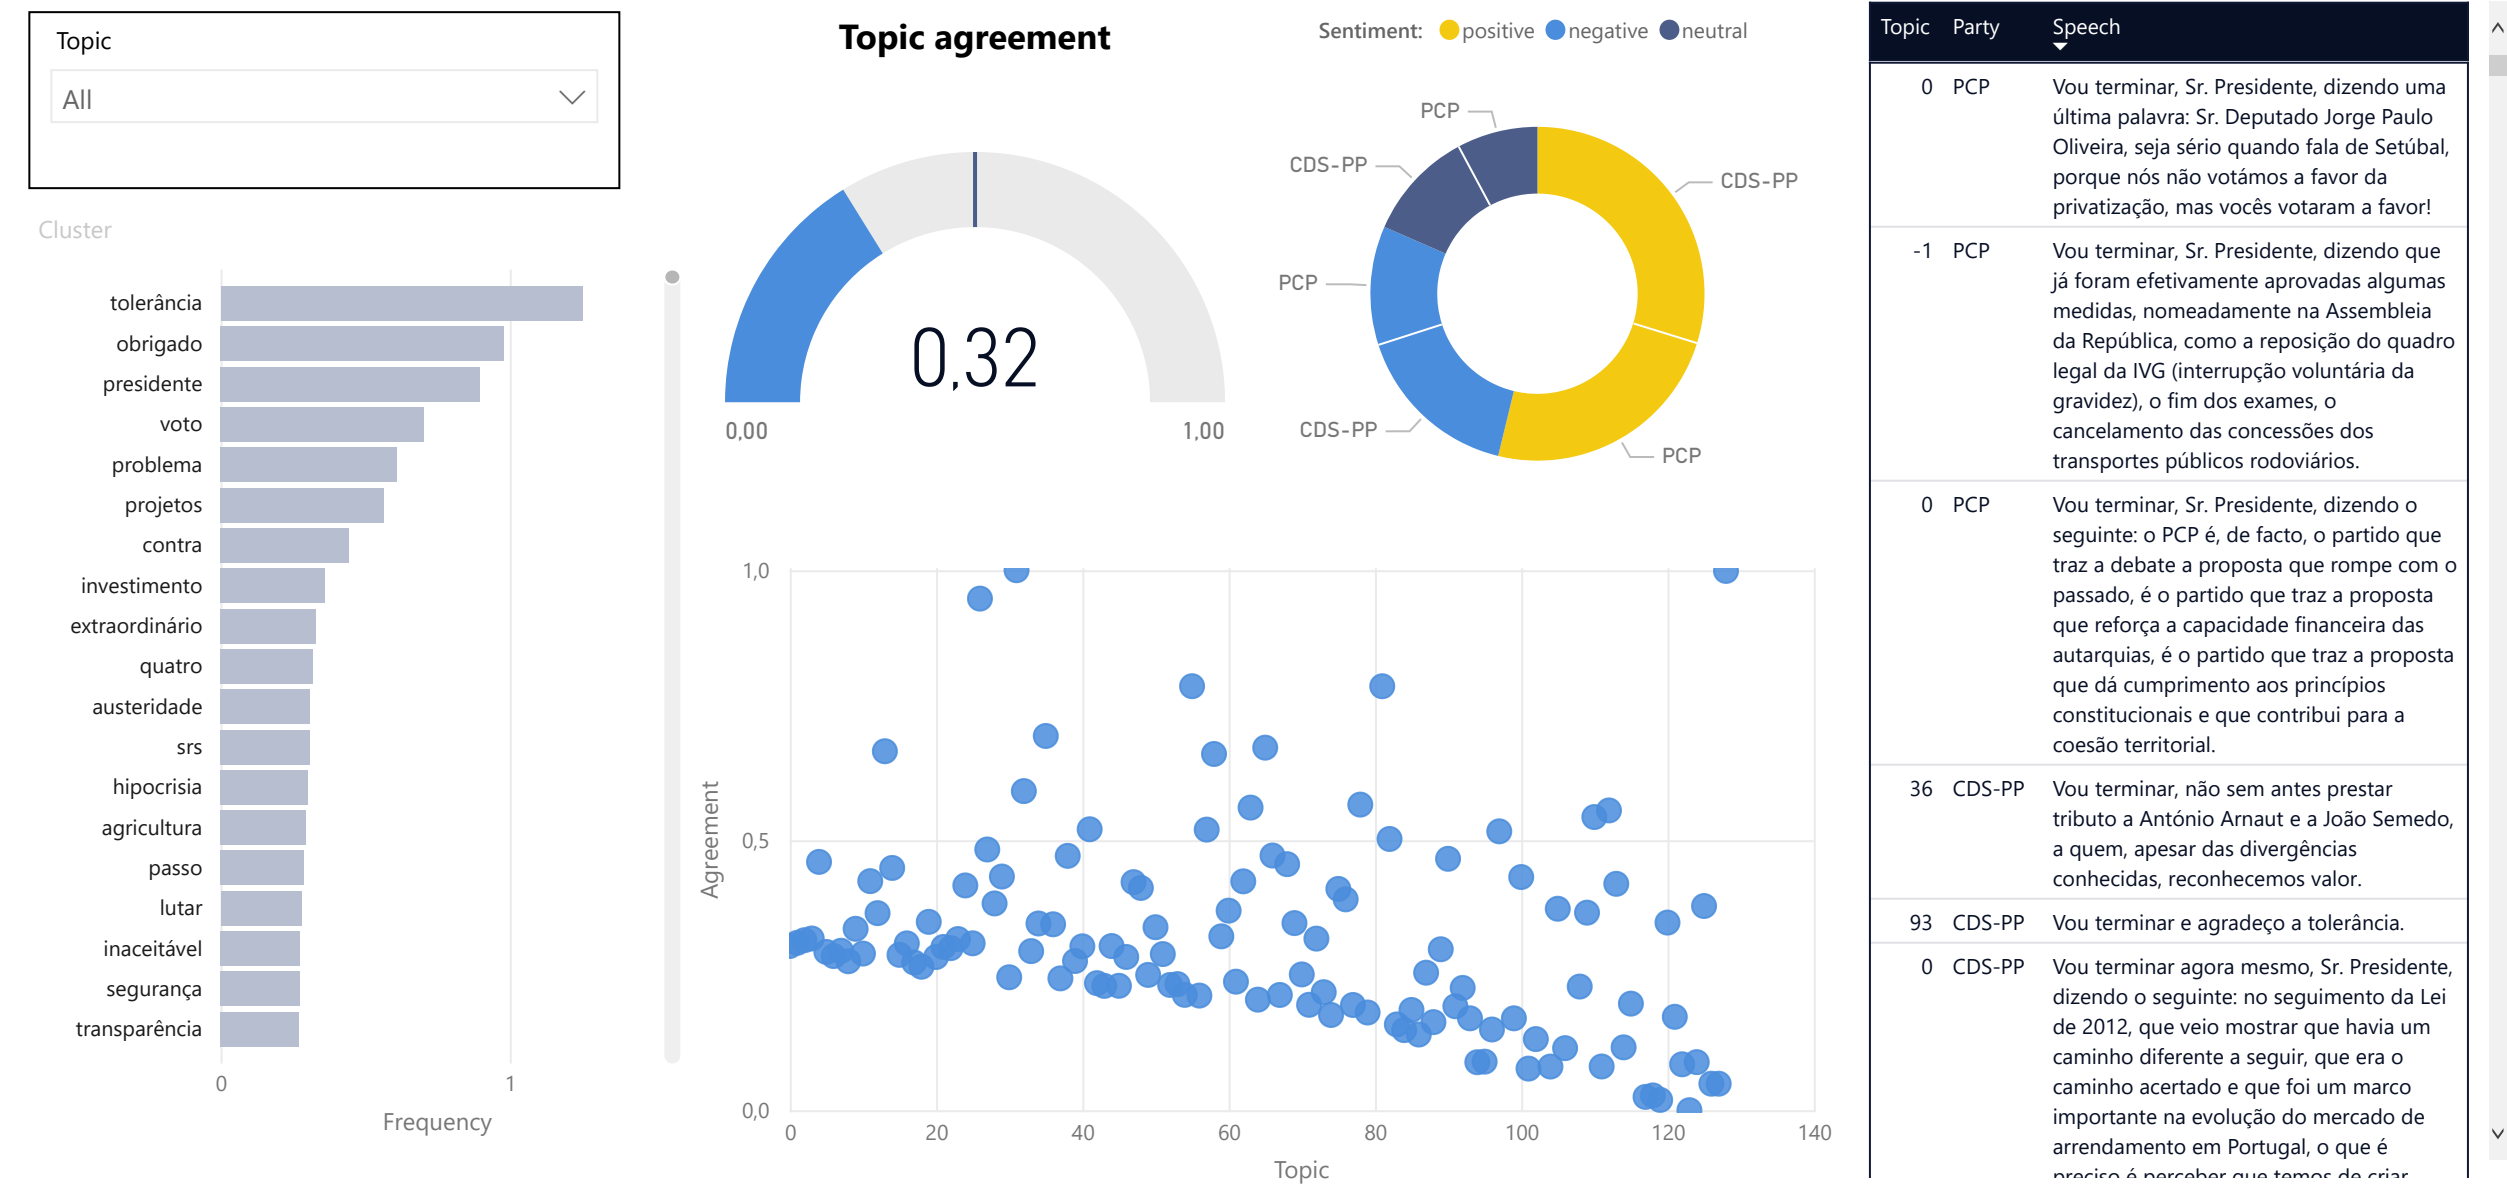 Topic
All
Cluster
tolerância
obrigado
presidente
voto
problema
projetos
contra
investimento
extraordinário
quatro
austeridade
srs
hipocrisia
agricultura
passo
lutar
inaceitável
segurança
transparência
0 1
Frequency
Topic agreement
0,32
0,00 1,00
Sentiment: positive negative neutral
PCP
CDS-PP
CDS-PP
PCP
CDS-PP
PCP
1,0
0,5
0,0
Agreement
0 20 40 60 80 100 120 140
Topic
Topic Party Speech
0 PCP Vou terminar, Sr. Presidente, dizendo uma
última palavra: Sr. Deputado Jorge Paulo
Oliveira, seja sério quando fala de Setúbal,
porque nós não votámos a favor da
privatização, mas vocês votaram a favor!
-1 PCP Vou terminar, Sr. Presidente, dizendo que
já foram efetivamente aprovadas algumas
medidas, nomeadamente na Assembleia
da República, como a reposição do quadro
legal da IVG (interrupção voluntária da
gravidez), o fim dos exames, o
cancelamento das concessões dos
transportes públicos rodoviários.
0 PCP Vou terminar, Sr. Presidente, dizendo o
seguinte: o PCP é, de facto, o partido que
traz a debate a proposta que rompe com o
passado, é o partido que traz a proposta
que reforça a capacidade financeira das
autarquias, é o partido que traz a proposta
que dá cumprimento aos princípios
constitucionais e que contribui para a
coesão territorial.
36 CDS-PP Vou terminar, não sem antes prestar
tributo a António Arnaut e a João Semedo,
a quem, apesar das divergências
conhecidas, reconhecemos valor.
93 CDS-PP Vou terminar e agradeço a tolerância.
0 CDS-PP Vou terminar agora mesmo, Sr. Presidente,
dizendo o seguinte: no seguimento da Lei
de 2012, que veio mostrar que havia um
caminho diferente a seguir, que era o
caminho acertado e que foi um marco
importante na evolução do mercado de
arrendamento em Portugal, o que é
preciso é perceber que temos de criar